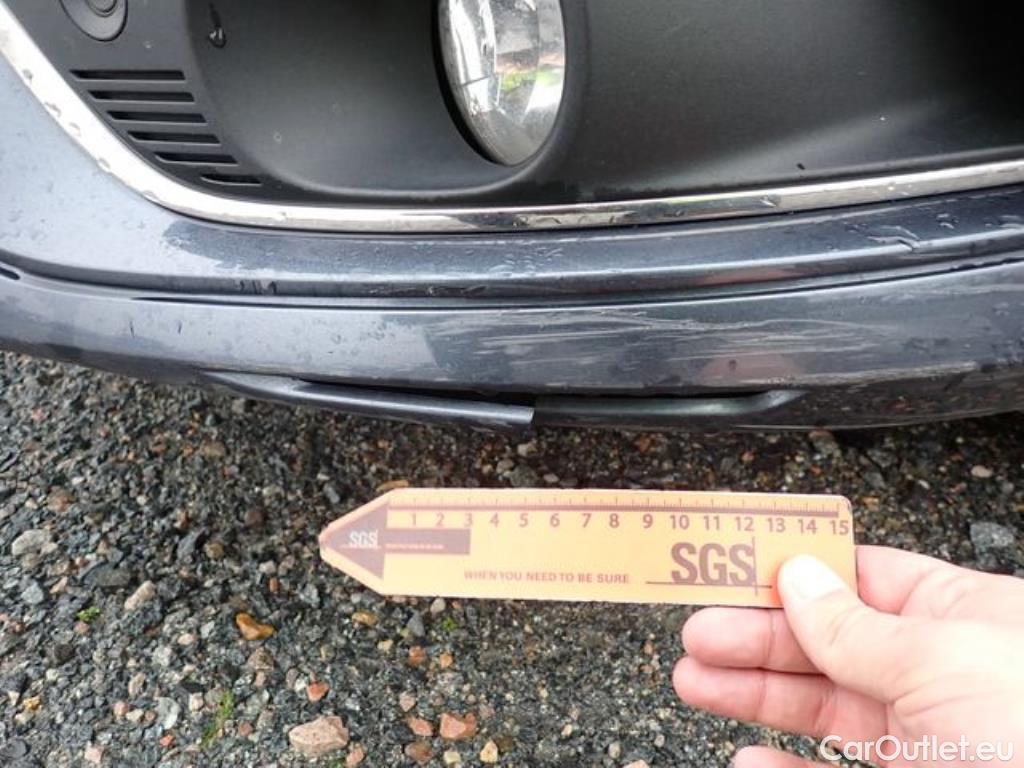 1 2 3 4 5 6 7 8 9 10 11 12 13 14 15
SGS
SGS
WHEN YOU NEED TO BE SURE
CarOutlet.eu